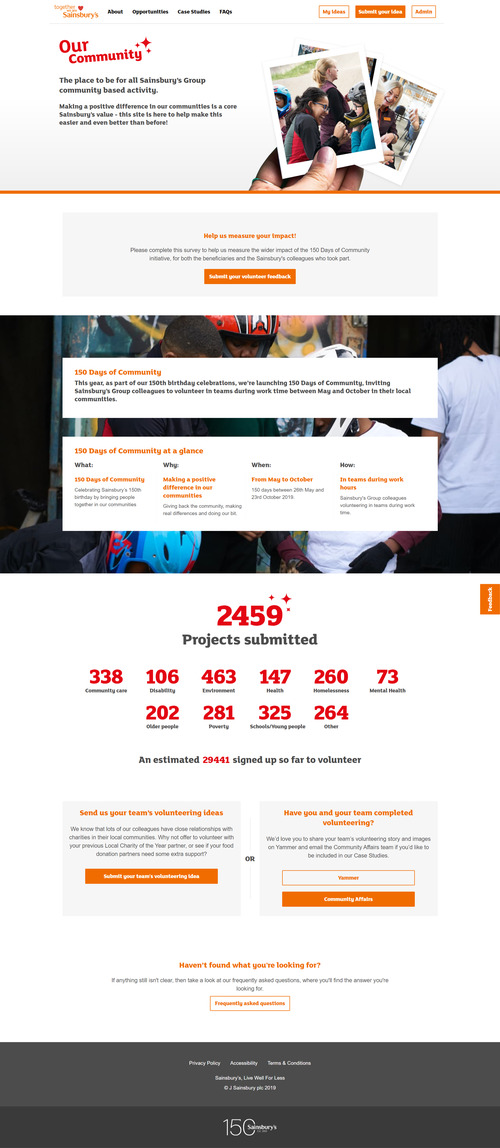 together
Sainsbury's
About Opportunities Case Studies FAQs
My Ideas Submit your idea Admin
Our
Community
The place to be for all Sainsbury's Group
community based activity.
Making a positive difference in our communities is a core
Sainsbury's value - this site is here to help make this
easier and even better than before!
Help us measure your impact!
Please complete this survey to help us measure the wider impact of the 150 Days of Community
initiative, for both the beneficiaries and the Sainsbury's colleagues who took part.
Submit your volunteer feedback
150 Days of Community
This year, as part of our 150th birthday celebrations, we're launching 150 Days of Community, inviting
Sainsbury's Group colleagues to volunteer in teams during work time between May and October in their local
communities.
150 Days of Community at a glance
What: Why: When: How:
150 Days of Community
Celebrating Sainsbury's 150th
birthday by bringing people
together in our communities
Making a positive
difference in our
communities
Giving back the community, making
real differences and doing our bit.
From May to October
150 days between 26th May and
23rd October 2019.
In teams during work
hours
Sainsbury's Group colleagues
volunteering in teams during work
time.
Feedback
2459
Projects submitted
338 106 463 147 260 73
Community care Disability Environment Health Homelessness Mental Health
202 281 325 264
Older people Poverty Schools/Young people Other
An estimated 29441 signed up so far to volunteer
Send us your team's volunteering ideas
We know that lots of our colleagues have close relationships with
charities in their local communities. Why not offer to volunteer with
your previous Local Charity of the Year partner, or see if your food
donation partners need some extra support?
Submit your team's volunteering idea
OR
Have you and your team completed
volunteering?
We'd love you to share your team's volunteering story and images
on Yammer and email the Community Affairs team if you'd like to
be included in our Case Studies.
Yammer
Community Affairs
Haven't found what you're looking for?
If anything still isn't clear, then take a look at our frequently asked questions, where you'll find the answer you're
looking for.
Frequently asked questions
Privacy Policy Accessibility Terms & Conditions
Sainsbury's, Live Well For Less
© J Sainsbury plc 2019
150 Sainsbury's